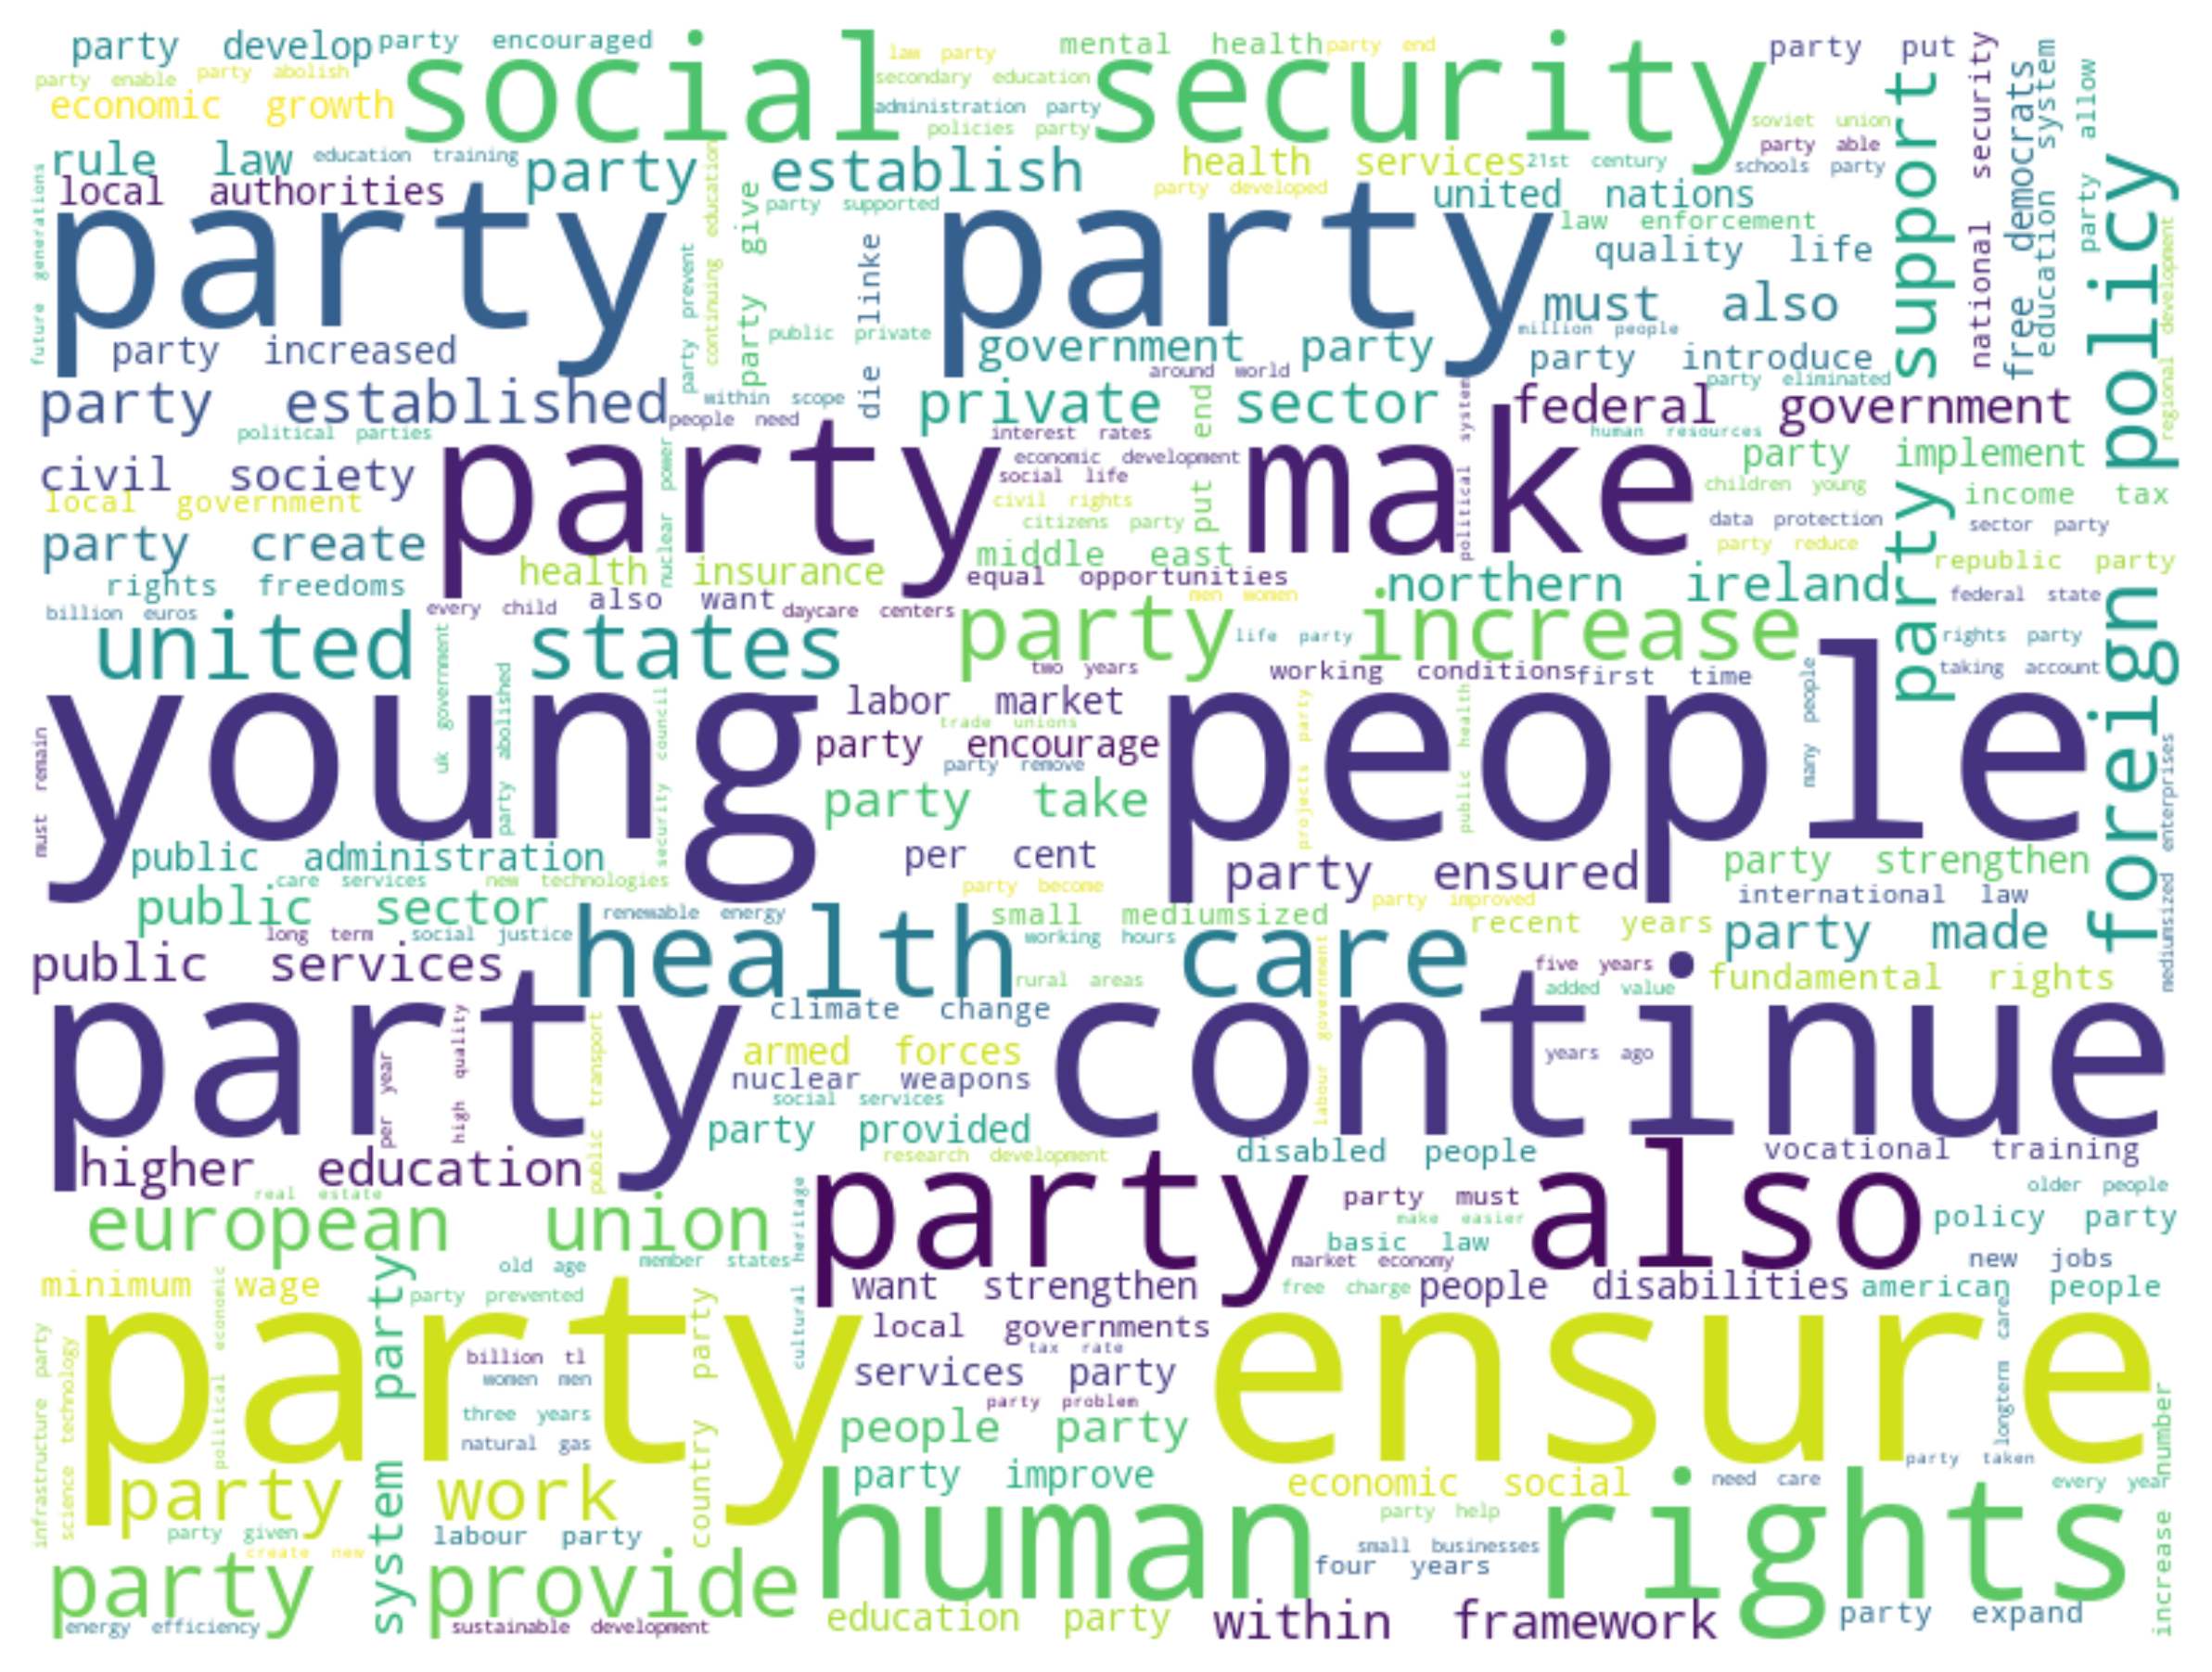 party develop
party encouraged
social security
law party
mental health
party end
party put
party enable
party abolish
secondary education
economic growth
administration party
policies party
soviet union
party able
rule law
education training
party establish
health services
21st century
schools party
local authorities
party developed
united nations
party supported
law enforcement
party party
quality life
must also
million people
public private
party increased
government party
party introduce
around world
party eliminated
within scope
party established
people need
private sector
federal government
political parties
interest rates
human resources
economic development
party implement
civil society
social life
party make
children young
income tax
local government
civil rights
citizens party
data protection
sector party
party create
middle east
party reduce
republic party
health insurance
equal opportunities
northern ireland
rights freedoms
men women
federal state
billion euros
every child
also want
daycare centers
united states
party increase
life party
rights party
two years
working conditions
first time
taking account
young people
labor market
trade unions
party encourage
party remove
party take
public administration
per cent
party ensured
party strengthen
care services
new technologies
party become
party improved
international law
public sector
renewable energy
small mediumsized
recent years
long term
social justice
health care
working hours
party made
public services
five years
rural areas
added value
fundamental rights
climate change
party continue
armed forces
years ago
nuclear weapons
social services
party provided
research development
disabled people
vocational training
higher education
real estate
party also
party must
older people
european union
make easier
policy party
basic law
old age
member states
market economy
new jobs
minimum wage
party prevented
want strengthen
free charge
people disabilities
american people
party ensure
local governments
tax rate
billion tl
services party
women men
party problem
three years
people party
natural gas
party taken
party work
party improve
economic social
need care
every year
human rights
party help
party given
labour party
create new
small businesses
four years
party provide
energy efficiency
sustainable development
education party
within framework
party expand
future generations
continuing education
party give
party prevent
die linke
party support
national security
free democrats
education system
party allow
foreign policy
regional development
put end
political system
nuclear power
uk government
party abolished
security council
must remain
projects party
public health
many people
mediumsized enterprises
per year
high quality
public transport
labour government
cultural heritage
system party
political economic
infrastructure party
science technology
country party
longterm care
increase number